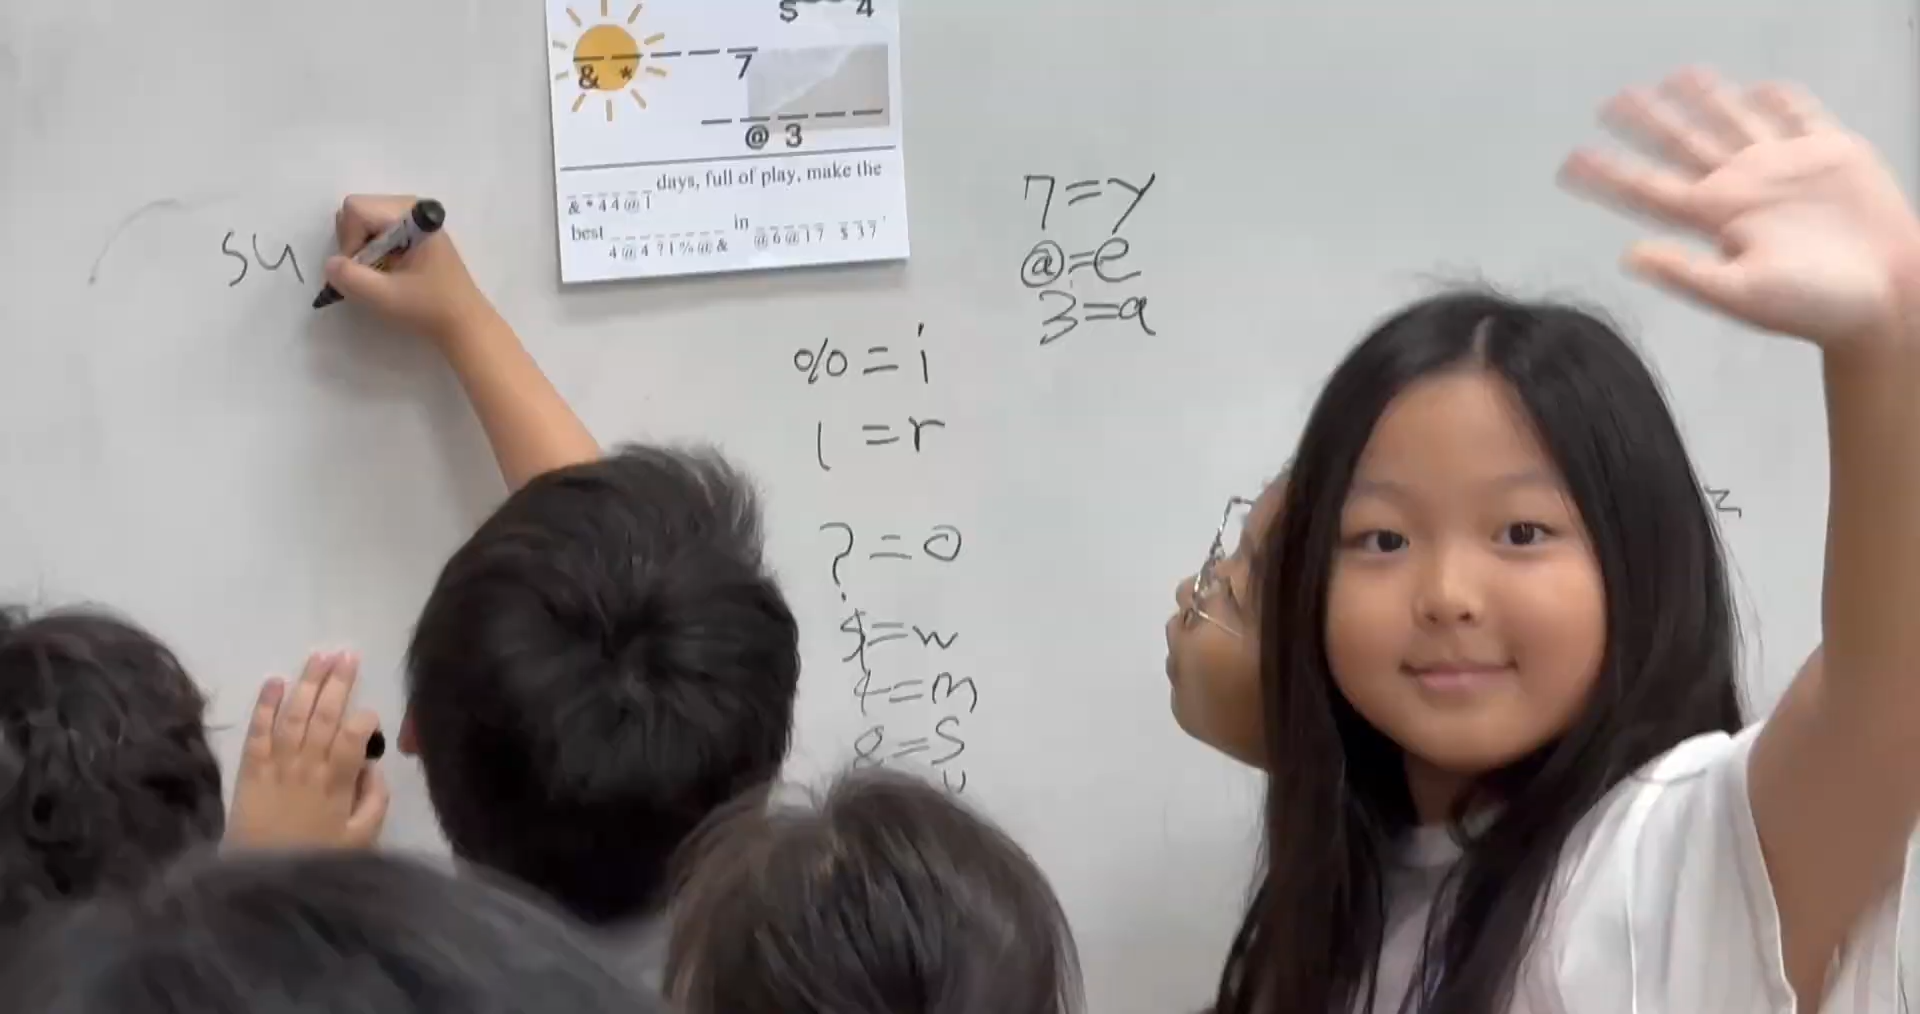 $ 4
& * 7
@ 3
days, full of play, make the
& * 4 4 @ 1
best in
4 @ 4 ? 1 % @ & @ 6 @ 1 7 $ 3 7
su
7=y
@=e
3=a
%=i
1=r
?=o
$=w
4=m
&=s
u